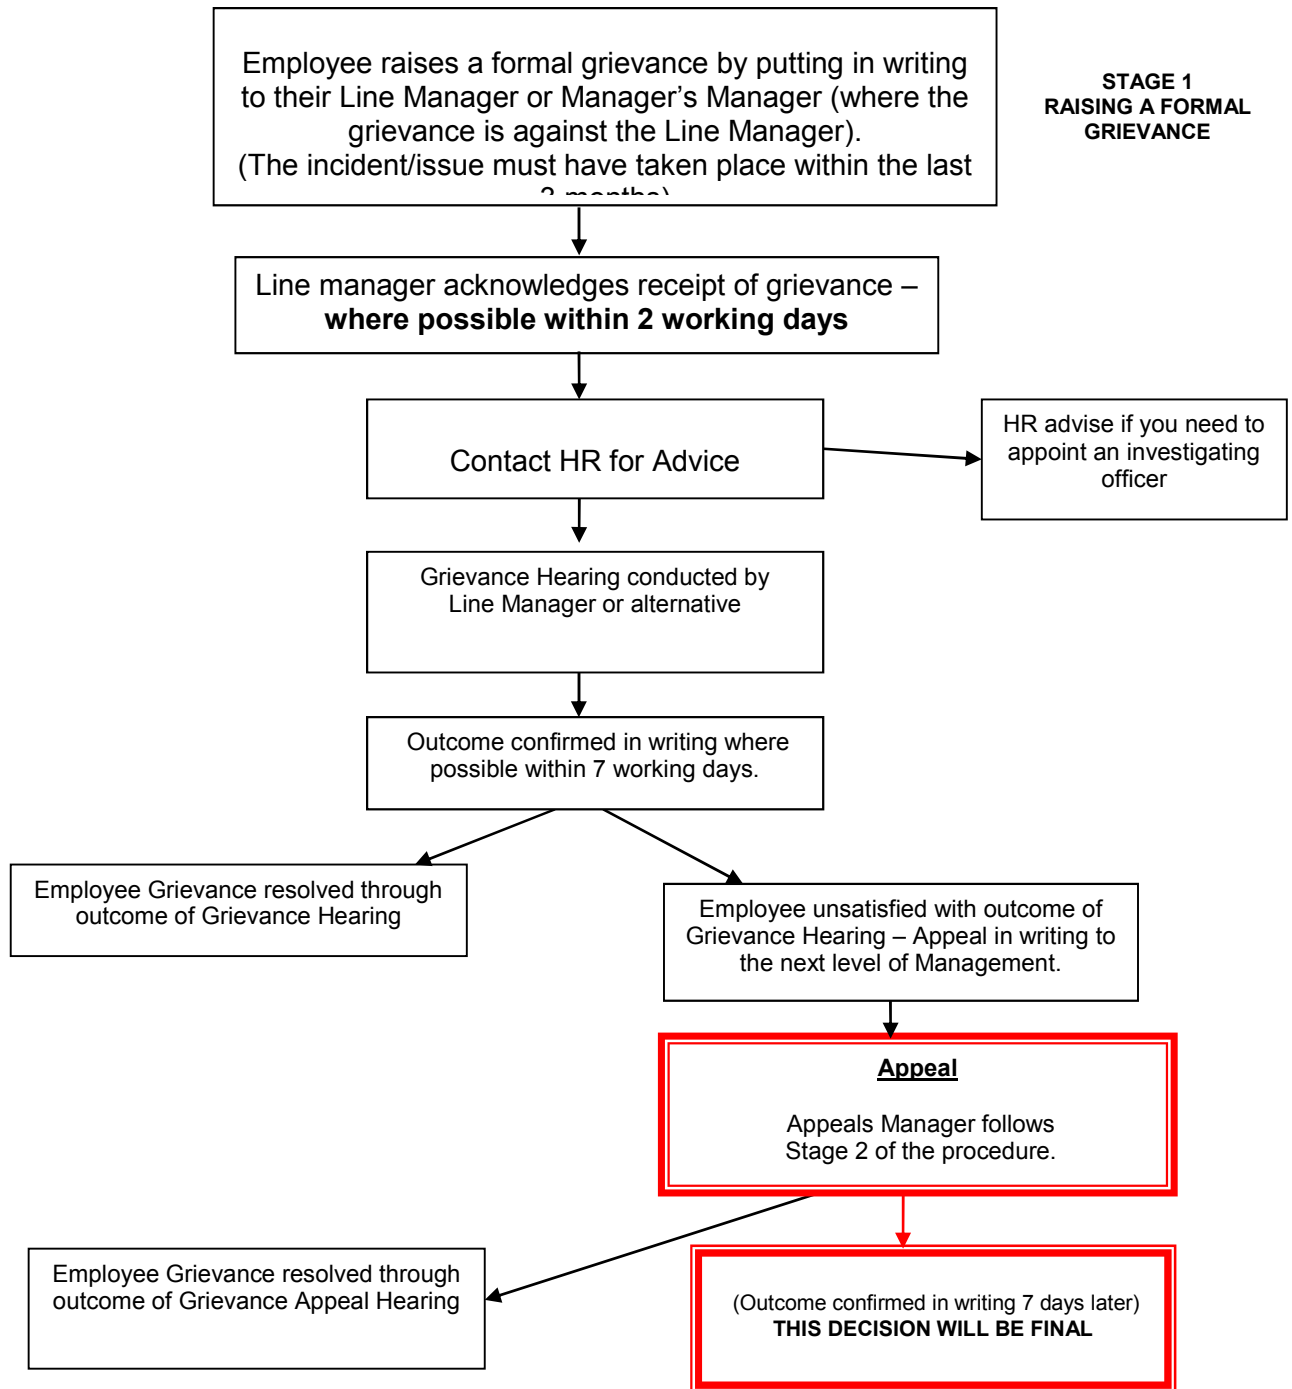 Employee raises a formal grievance by putting in writing
to their Line Manager or Manager's Manager (where the
grievance is against the Line Manager).
(The incident/issue must have taken place within the last
months)
STAGE 1
RAISING A FORMAL
GRIEVANCE
Line manager acknowledges receipt of grievance –
where possible within 2 working days
Contact HR for Advice
HR advise if you need to
appoint an investigating
officer
Grievance Hearing conducted by
Line Manager or alternative
Outcome confirmed in writing where
possible within 7 working days.
Employee Grievance resolved through
outcome of Grievance Hearing
Employee unsatisfied with outcome of
Grievance Hearing – Appeal in writing to
the next level of Management.
Appeal
Appeals Manager follows
Stage 2 of the procedure.
Employee Grievance resolved through
outcome of Grievance Appeal Hearing
(Outcome confirmed in writing 7 days later)
THIS DECISION WILL BE FINAL